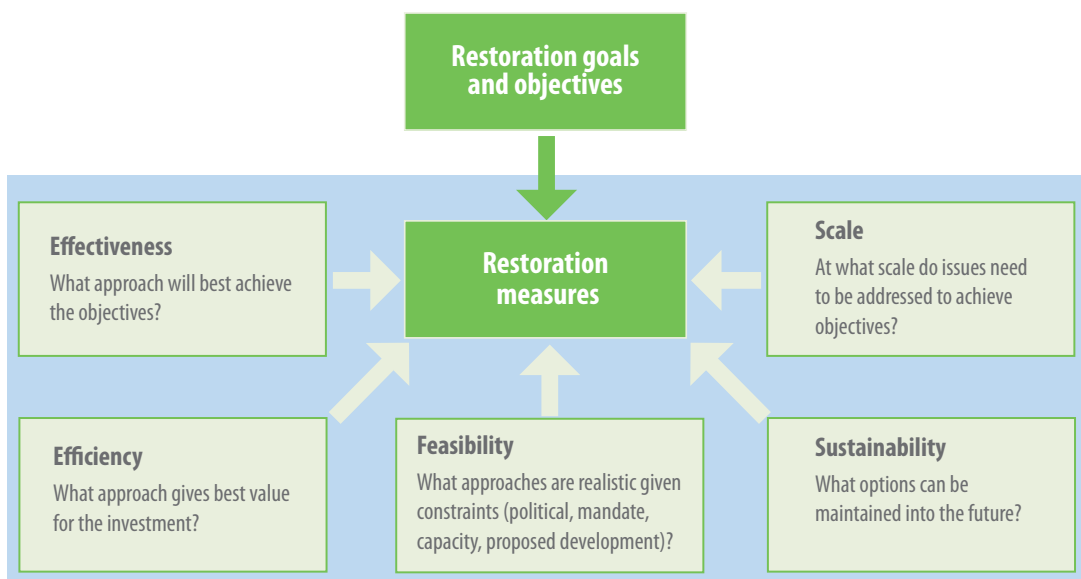 Restoration goals
and objectives
Effectiveness
What approach will best achieve
the objectives?
Restoration
measures
Scale
At what scale do issues need
to be addressed to achieve
objectives?
Efficiency
What approach gives best value
for the investment?
Feasibility
What approaches are realistic given
constraints (political, mandate,
capacity, proposed development)?
Sustainability
What options can be
maintained into the future?